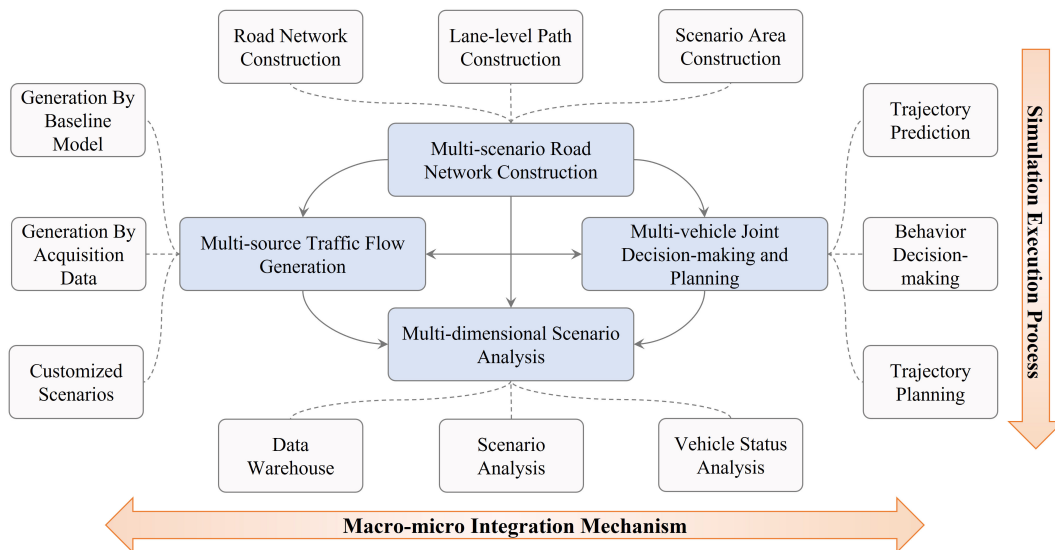 Road Network
Construction
Lane-level Path
Construction
Scenario Area
Construction
Generation By
Baseline
Model
Multi-scenario Road
Network Construction
Trajectory
Prediction
Generation By
Acquisition
Data
Multi-source Traffic Flow
Generation
Multi-vehicle Joint
Decision-making and
Planning
Behavior
Decision-
making
Multi-dimensional Scenario
Analysis
Customized
Scenarios
Trajectory
Planning
Data
Warehouse
Scenario
Analysis
Vehicle Status
Analysis
Simulation Execution Process
Macro-micro Integration Mechanism